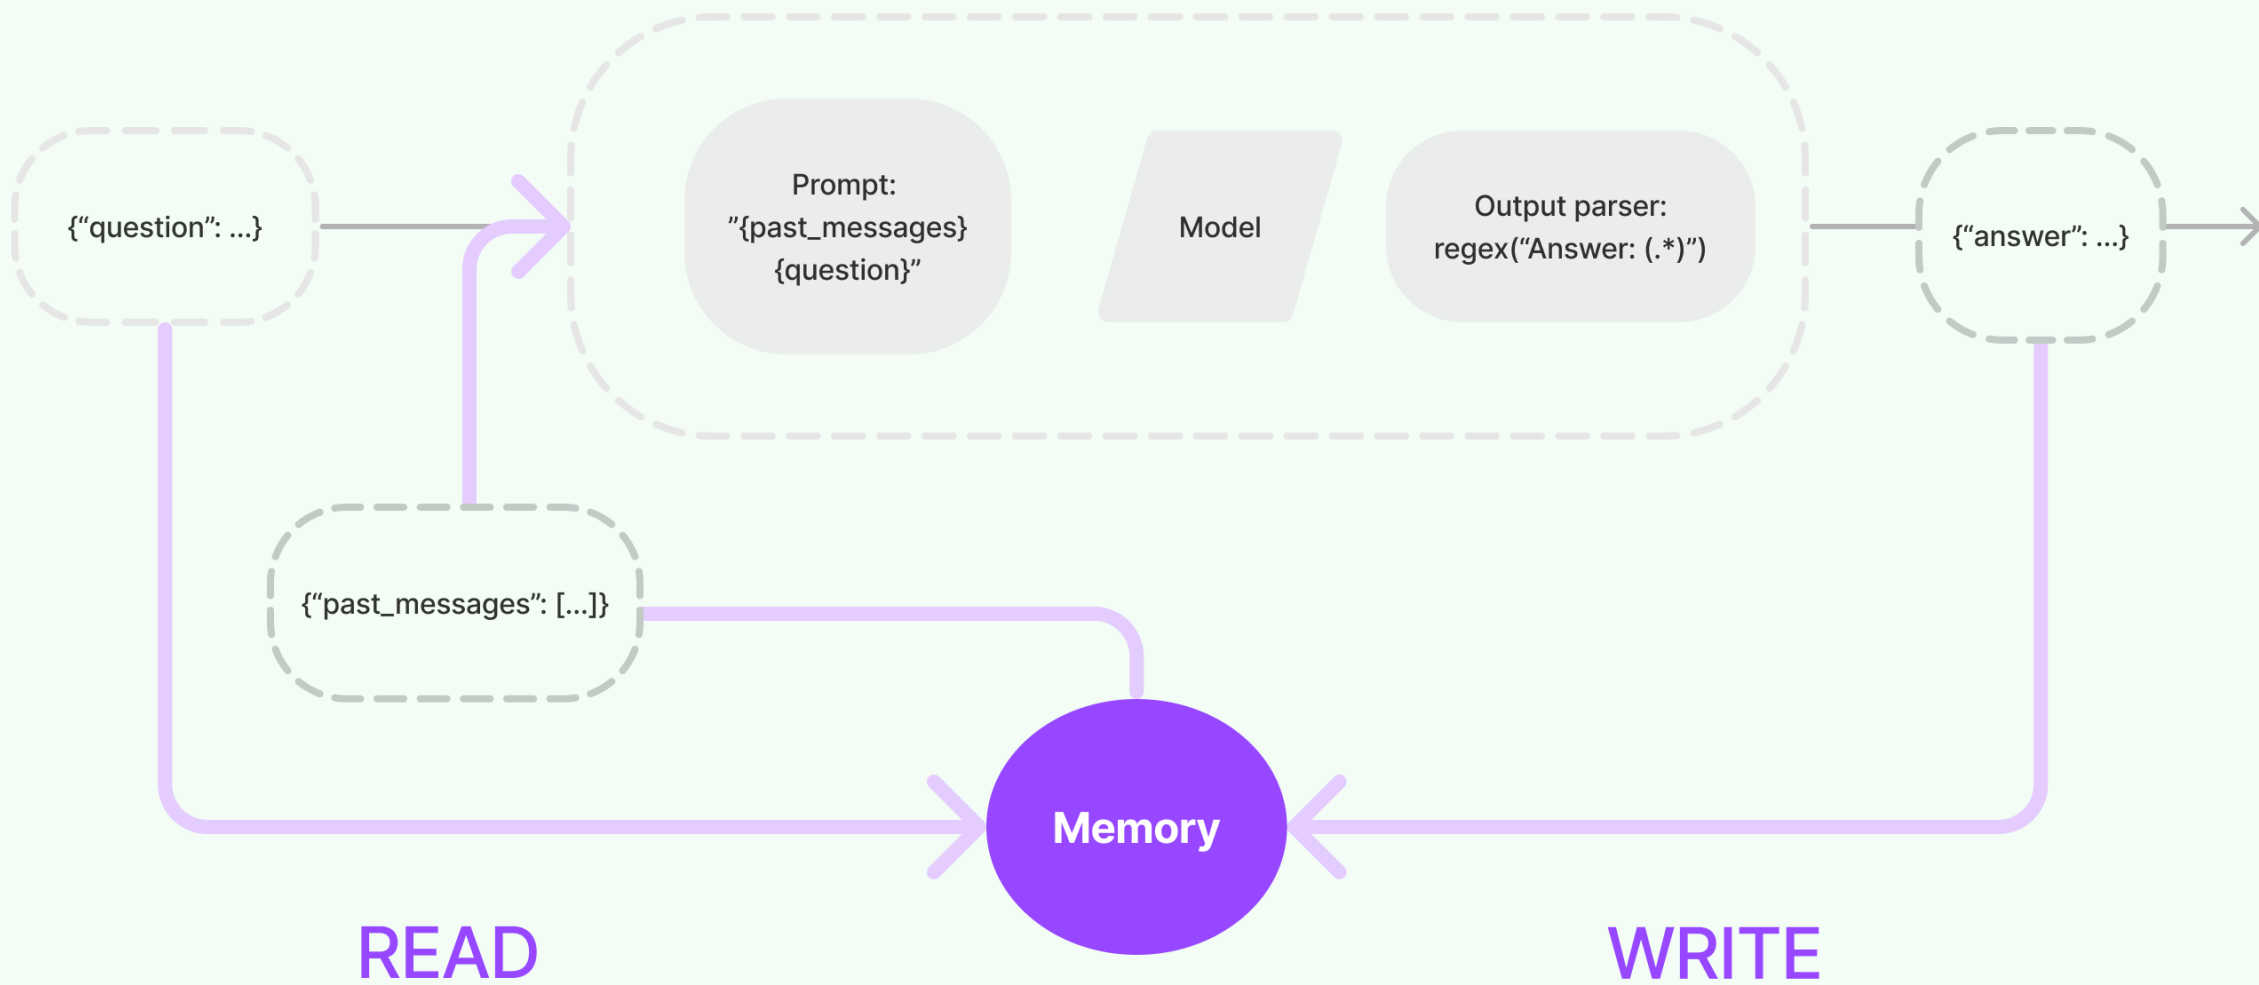 {“question”: ...}
Prompt:
”{past_messages}
{question}”
Model
Output parser:
regex(“Answer: (.*)”)
{“answer”: ...}
{“past_messages”: [...]}
Memory
READ
WRITE